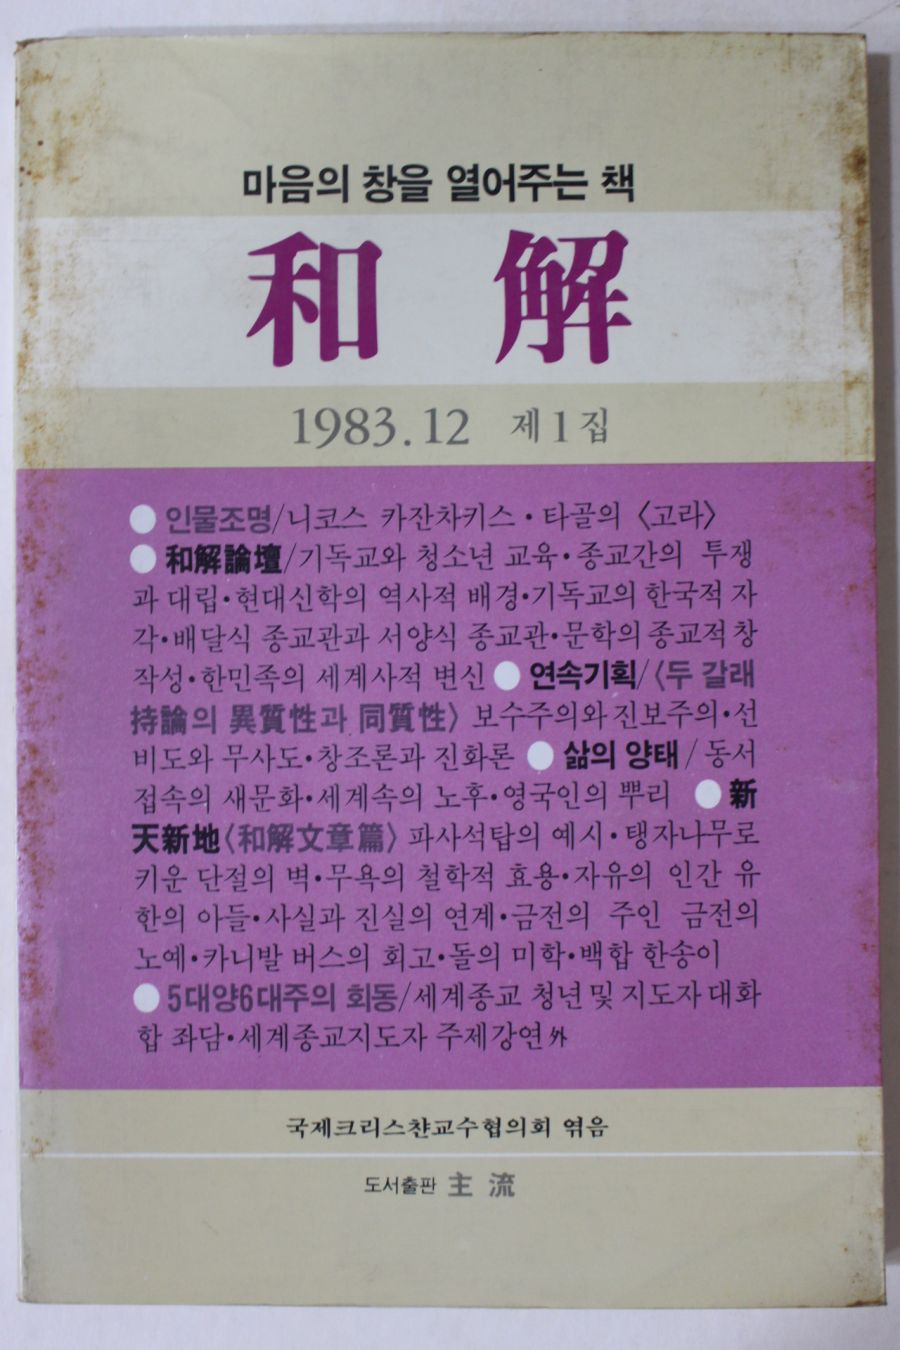 마음의 창을 열어주는 책
和 解
1983.12 제1집
● 인물조명/니코스 카잔차키스·타골의 〈고라〉
● 和解論壇/기독교와 청소년 교육·종교간의 투쟁
과 대립·현대신학의 역사적 배경·기독교의 한국적 자
각·배달식 종교관과 서양식 종교관·문학의 종교적 창
작성·한민족의 세계사적 변신 ● 연속기획/〈두 갈래
持論의 異質性과 同質性〉 보수주의와 진보주의·선
비도와 무사도·창조론과 진화론 ● 삶의 양태/동서
접속의 새문화·세계속의 노후·영국인의 뿌리 ● 新
天新地〈和解文章篇〉 파사석탑의 예시·탱자나무로
키운 단절의 벽·무욕의 철학적 효용·자유의 인간 유
한의 아들·사실과 진실의 연계·금전의 주인 금전의
노예·카니발 버스의 회고·돌의 미학·백합 한송이
● 5대양6대주의 회동/세계종교 청년 및 지도자 대화
합 좌담·세계종교지도자 주제강연 外
국제크리스챤교수협의회 엮음
도서출판 主 流